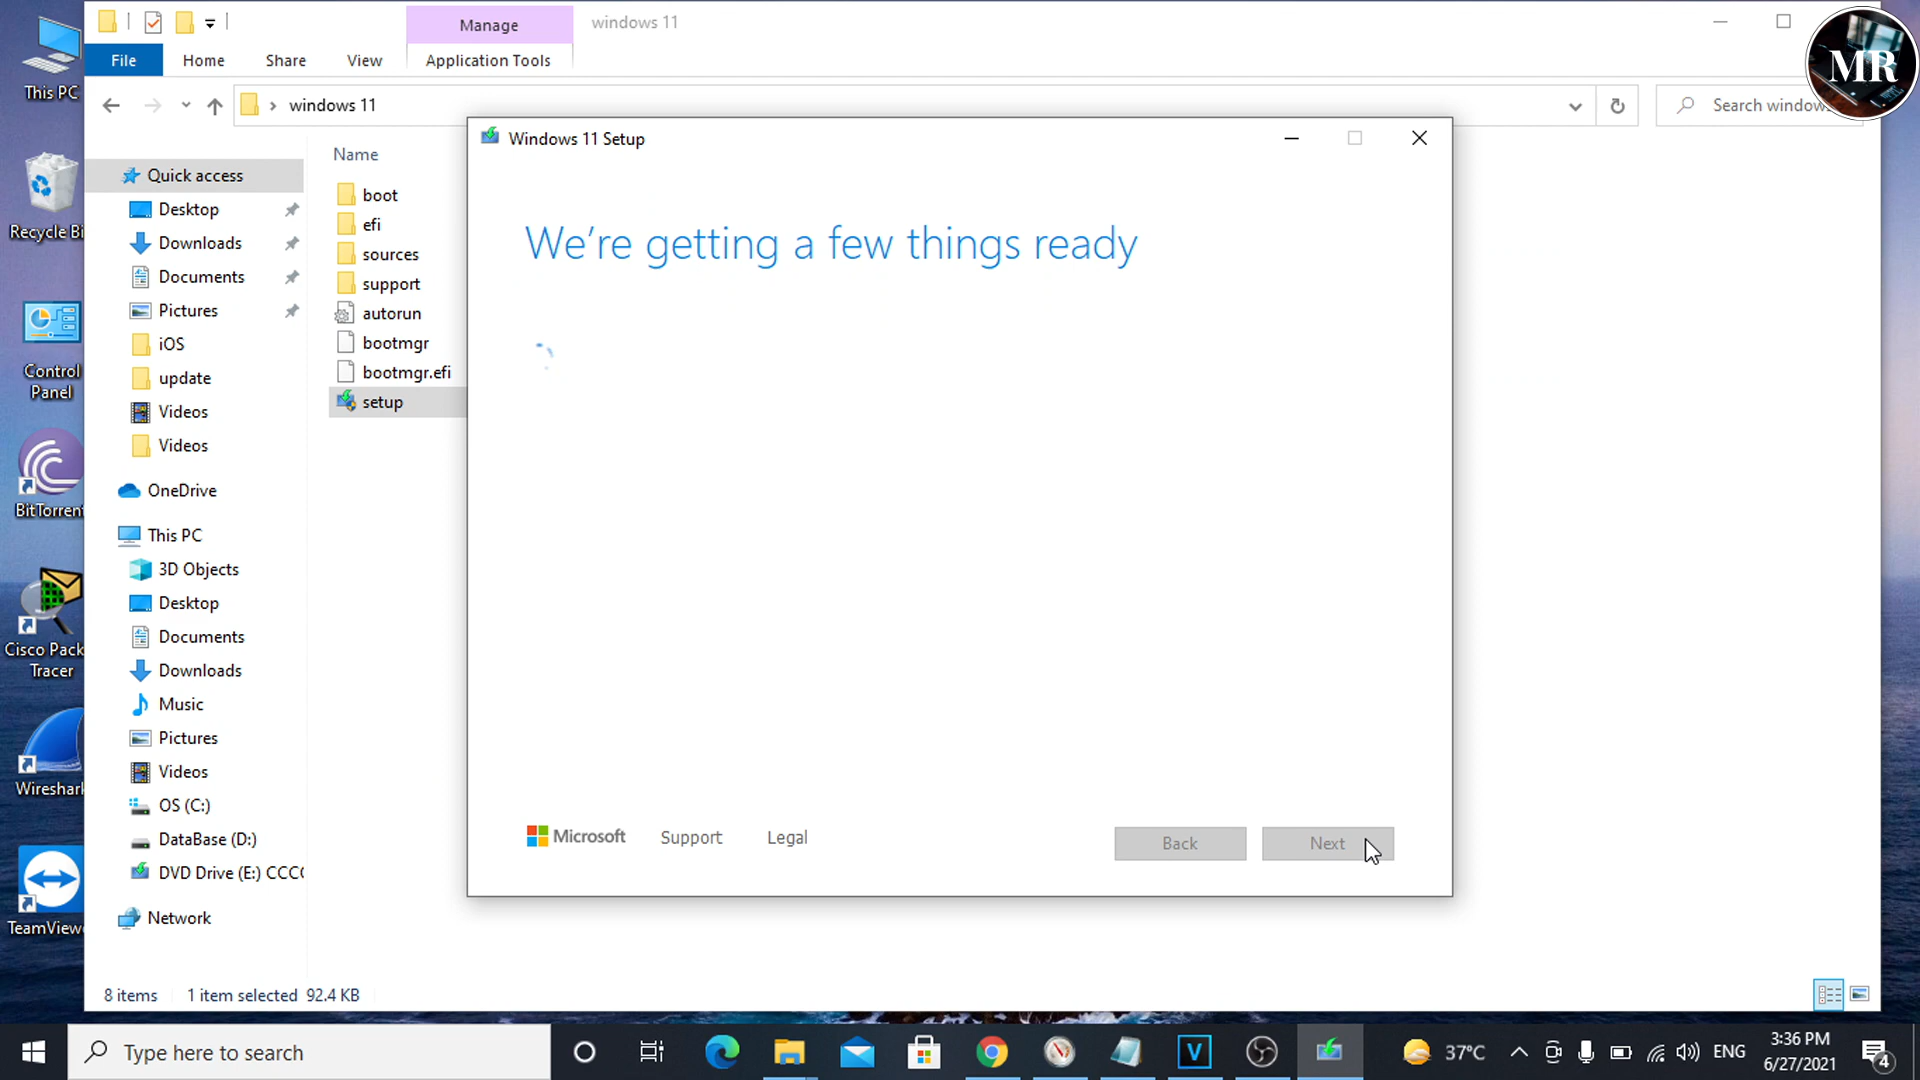 Manage
windows 11
File
Home
Share
View
Application Tools
MR
windows 11
Search window
This PC
Recycle Bi
Control
Panel
BitTorrent
Cisco Pack
Tracer
Wireshark
TeamViewe
Quick access
Desktop
Downloads
Documents
Pictures
iOS
update
Videos
Videos
OneDrive
This PC
3D Objects
Desktop
Documents
Downloads
Music
Pictures
Videos
OS (C:)
DataBase (D:)
DVD Drive (E:) CCC
Network
Name
boot
efi
sources
support
autorun
bootmgr
bootmgr.efi
setup
Windows 11 Setup
We're getting a few things ready
Microsoft
Support
Legal
Back
Next
8 items
1 item selected 92.4 KB
Type here to search
V
37°C
ENG
3:36 PM
6/27/2021
4